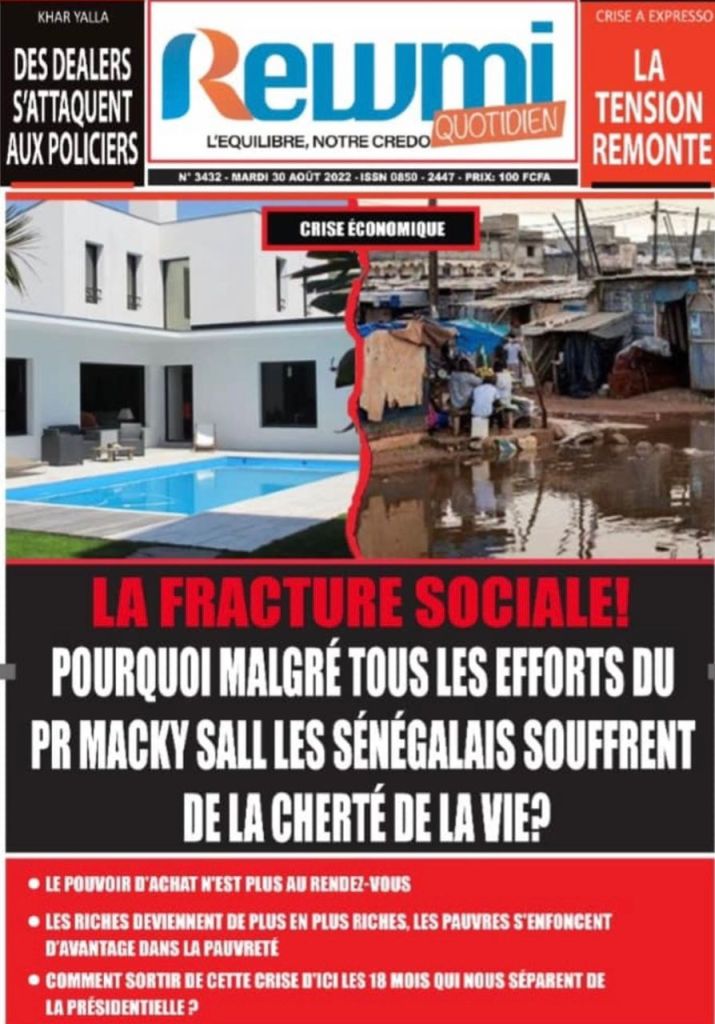 KHAR YALLA
DES DEALERS
S'ATTAQUENT
AUX POLICIERS
Rewmi
QUOTIDIEN
L'EQUILIBRE, NOTRE CREDO
N° 3432 - MARDI 30 AOÛT 2022 - ISSN 0850 - 2447 - PRIX: 100 FCFA
CRISE A EXPRESSO
LA
TENSION
REMONTE
CRISE ÉCONOMIQUE
LA FRACTURE SOCIALE!
POURQUOI MALGRÉ TOUS LES EFFORTS DU
PR MACKY SALL LES SÉNÉGALAIS SOUFFRENT
DE LA CHERTÉ DE LA VIE?
• LE POUVOIR D'ACHAT N'EST PLUS AU RENDEZ-VOUS
• LES RICHES DEVIENNENT DE PLUS EN PLUS RICHES, LES PAUVRES S'ENFONCENT
D'AVANTAGE DANS LA PAUVRETÉ
• COMMENT SORTIR DE CETTE CRISE D'ICI LES 18 MOIS QUI NOUS SÉPARENT DE
LA PRÉSIDENTIELLE ?